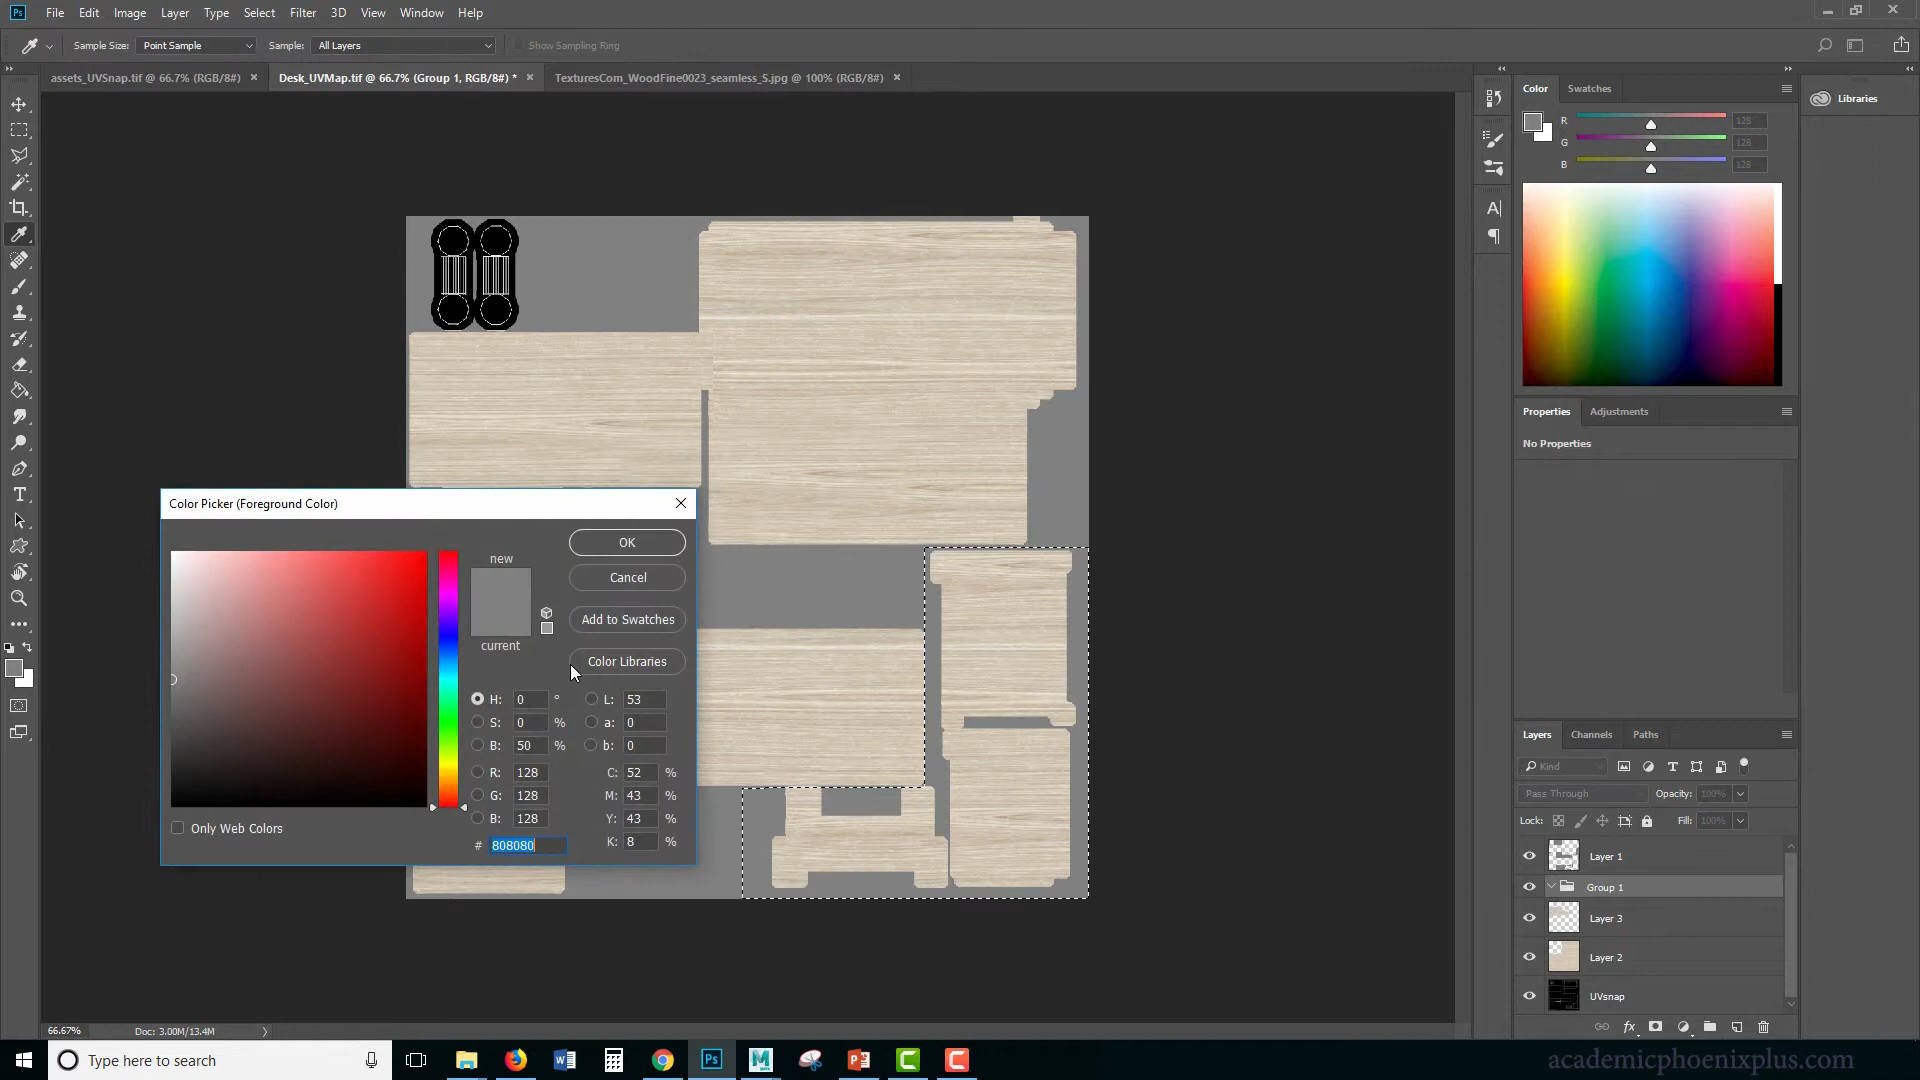 Ps File Edit Image Layer Type Select Filter 3D View Window Help
Sample Size: Point Sample Sample: All Layers Show Sampling Ring
assets_UVSnap.tif @ 66.7% (RGB/8#) × Desk_UVMap.tif @ 66.7% (Group 1, RGB/8#) * × TexturesCom_WoodFine0023_seamless_S.jpg @ 100% (RGB/8#) ×
Color Swatches
Libraries
R 128
G 128
B 128
Properties Adjustments
No Properties
Color Picker (Foreground Color)
new
current
OK
Cancel
Add to Swatches
Color Libraries
H: 0 ° L: 53
S: 0 % a: 0
B: 50 % b: 0
R: 128 C: 52 %
G: 128 M: 43 %
B: 128 Y: 43 %
# 808080 K: 8 %
Only Web Colors
Layers Channels Paths
Kind
Pass Through Opacity: 100%
Lock: Fill: 100%
Layer 1
Group 1
Layer 3
Layer 2
UVsnap
fx
66.67% Doc: 3.00M/13.4M
Type here to search
academicphoenixplus.com